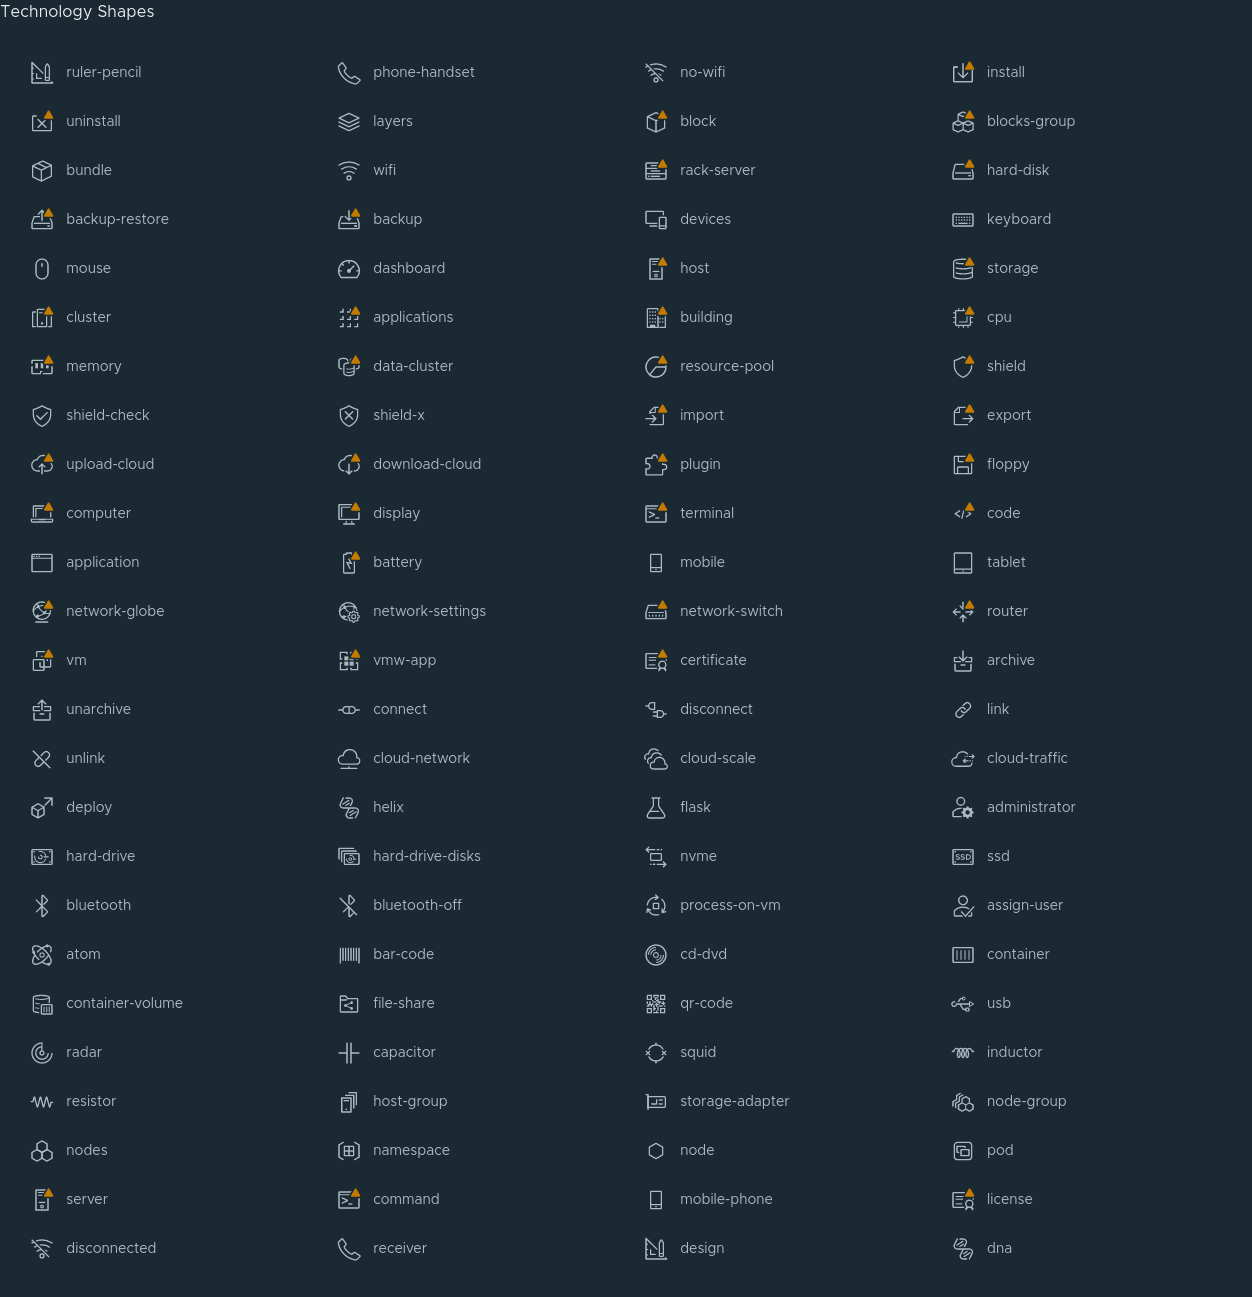 Technology Shapes
ruler-pencil phone-handset no-wifi install
uninstall layers block blocks-group
bundle wifi rack-server hard-disk
backup-restore backup devices keyboard
mouse dashboard host storage
cluster applications building cpu
memory data-cluster resource-pool shield
shield-check shield-x import export
upload-cloud download-cloud plugin floppy
computer display terminal code
application battery mobile tablet
network-globe network-settings network-switch router
vm vmw-app certificate archive
unarchive connect disconnect link
unlink cloud-network cloud-scale cloud-traffic
deploy helix flask administrator
hard-drive hard-drive-disks nvme SSD ssd
bluetooth bluetooth-off process-on-vm assign-user
atom bar-code cd-dvd container
container-volume file-share qr-code usb
radar capacitor squid inductor
resistor host-group storage-adapter node-group
nodes namespace node pod
server command mobile-phone license
disconnected receiver design dna